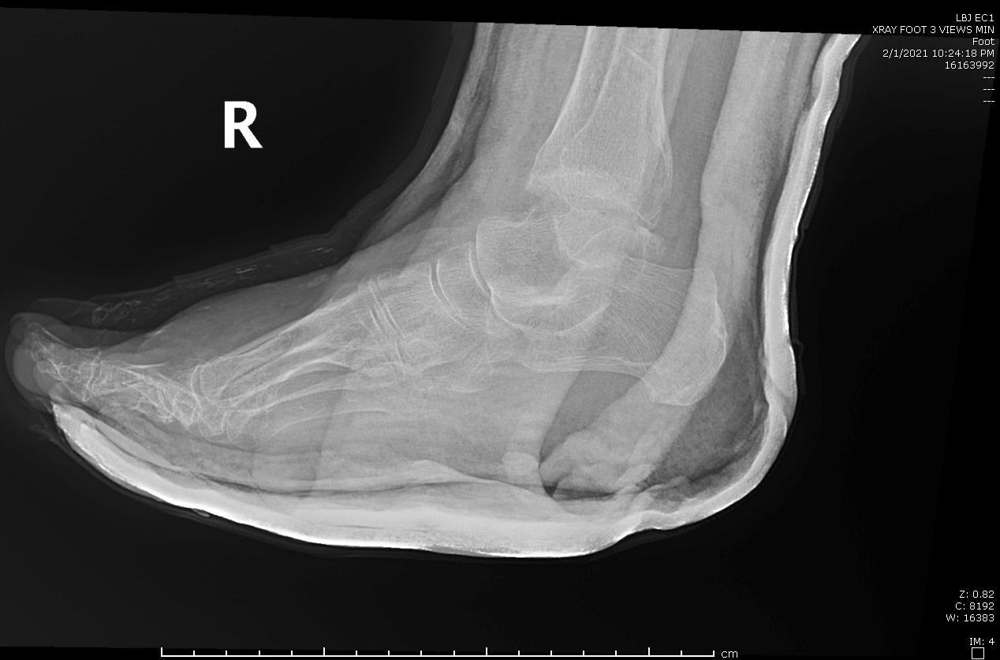 LBJ EC1
XRAY FOOT 3 VIEWS MIN
Foot
2/1/2021 10:24:18 PM
16163992
---
---
---
R
Z: 0.82
C: 8192
W: 16383
IM: 4
cm